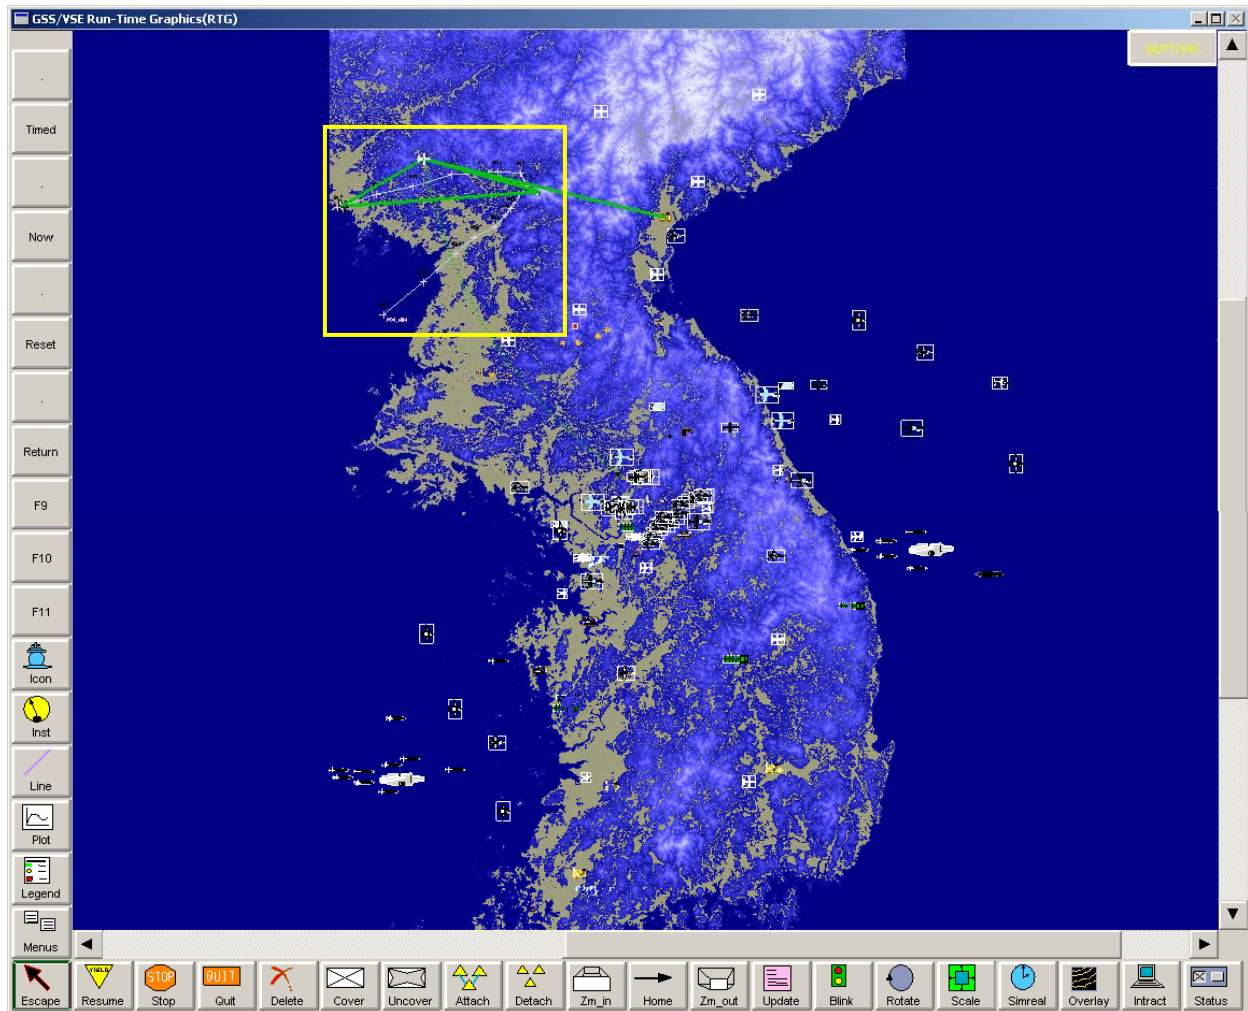 GSS/VSE Run-Time Graphics(RTG)
BUTTONS
.
Timed
.
Now
.
Reset
.
Return
F9
F10
F11
Icon
Inst
Line
Plot
Legend
Menus
YIELD
STOP
QUIT
Escape
Resume
Stop
Quit
Delete
Cover
Uncover
Attach
Detach
Zm_in
Home
Zm_out
Update
Blink
Rotate
Scale
Simreal
Overlay
Intract
Status